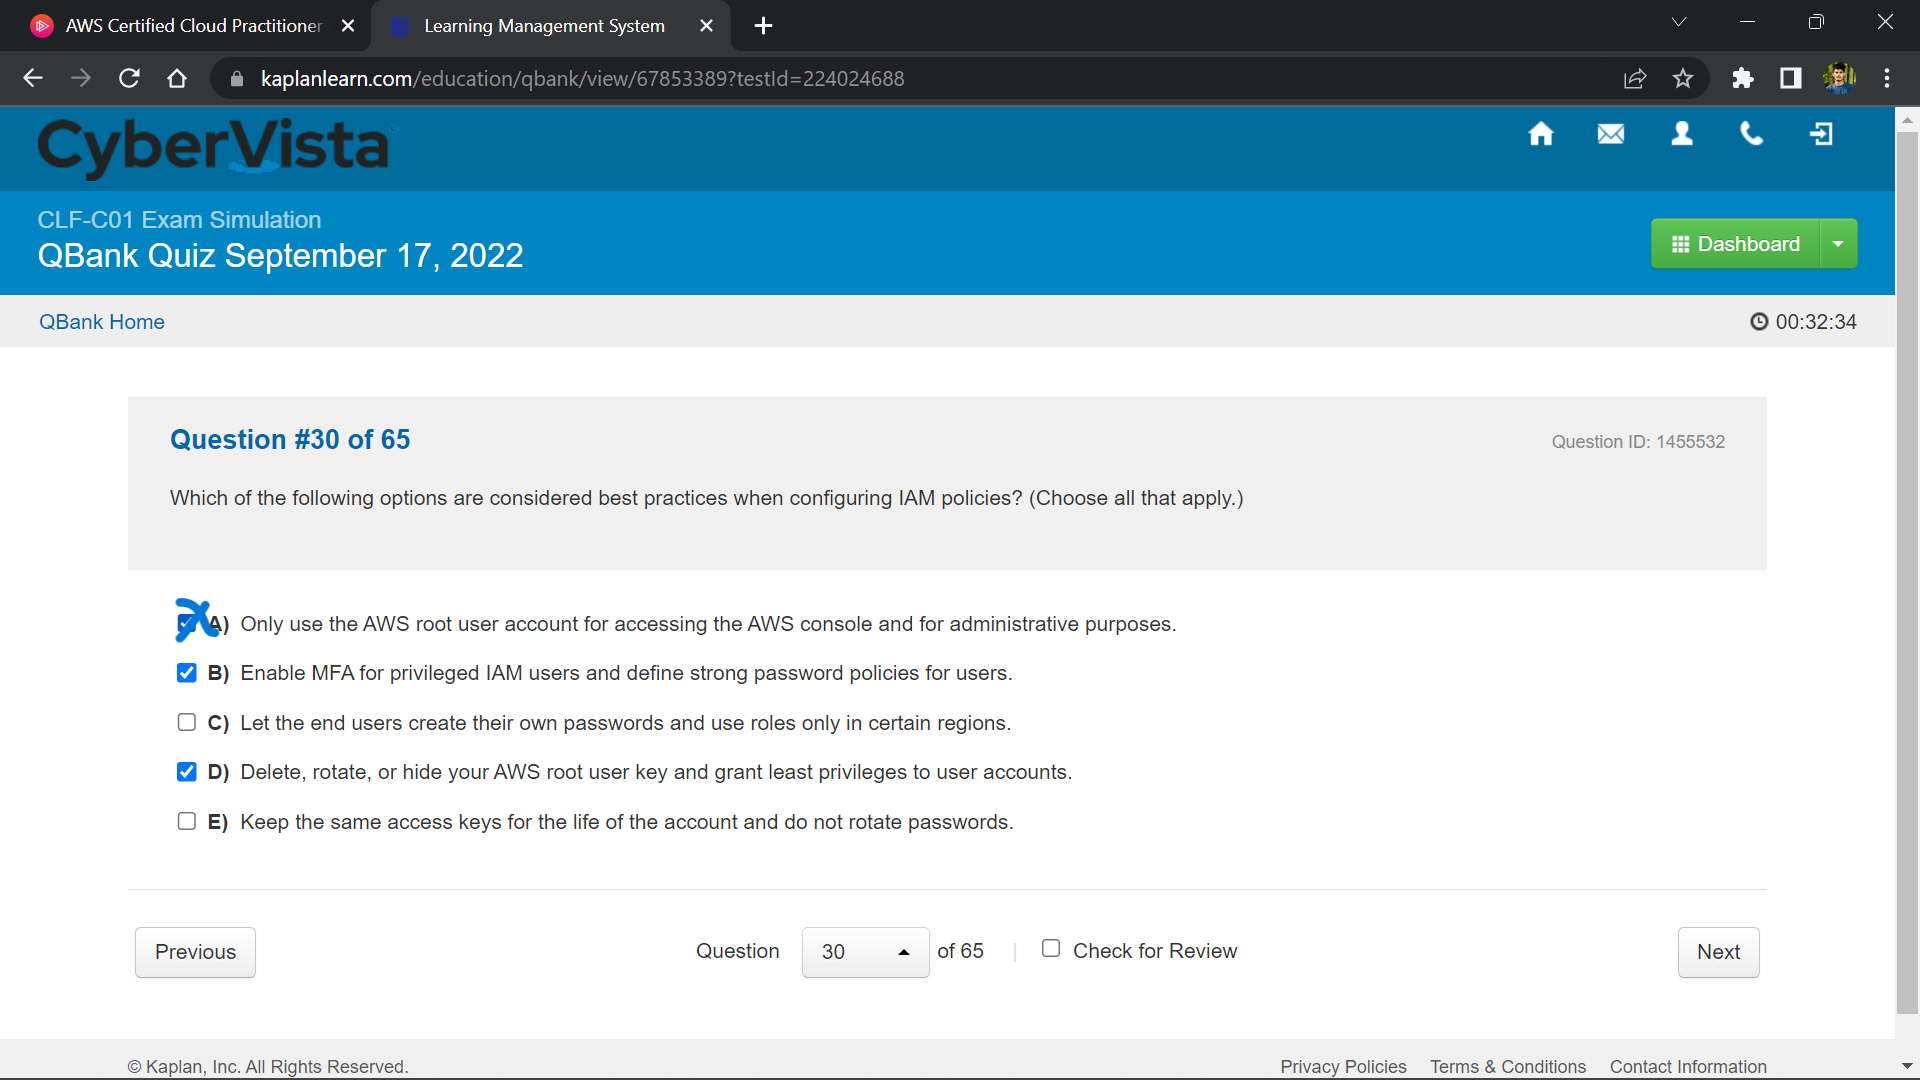 AWS Certified Cloud Practitioner
Learning Management System
kaplanlearn.com/education/qbank/view/67853389?testId=224024688
CyberVista
CLF-C01 Exam Simulation
QBank Quiz September 17, 2022
Dashboard
QBank Home
00:32:34
Question #30 of 65
Question ID: 1455532
Which of the following options are considered best practices when configuring IAM policies? (Choose all that apply.)
A) Only use the AWS root user account for accessing the AWS console and for administrative purposes.
B) Enable MFA for privileged IAM users and define strong password policies for users.
C) Let the end users create their own passwords and use roles only in certain regions.
D) Delete, rotate, or hide your AWS root user key and grant least privileges to user accounts.
E) Keep the same access keys for the life of the account and do not rotate passwords.
Previous
Question 30 of 65 | Check for Review
Next
© Kaplan, Inc. All Rights Reserved.
Privacy Policies Terms & Conditions Contact Information